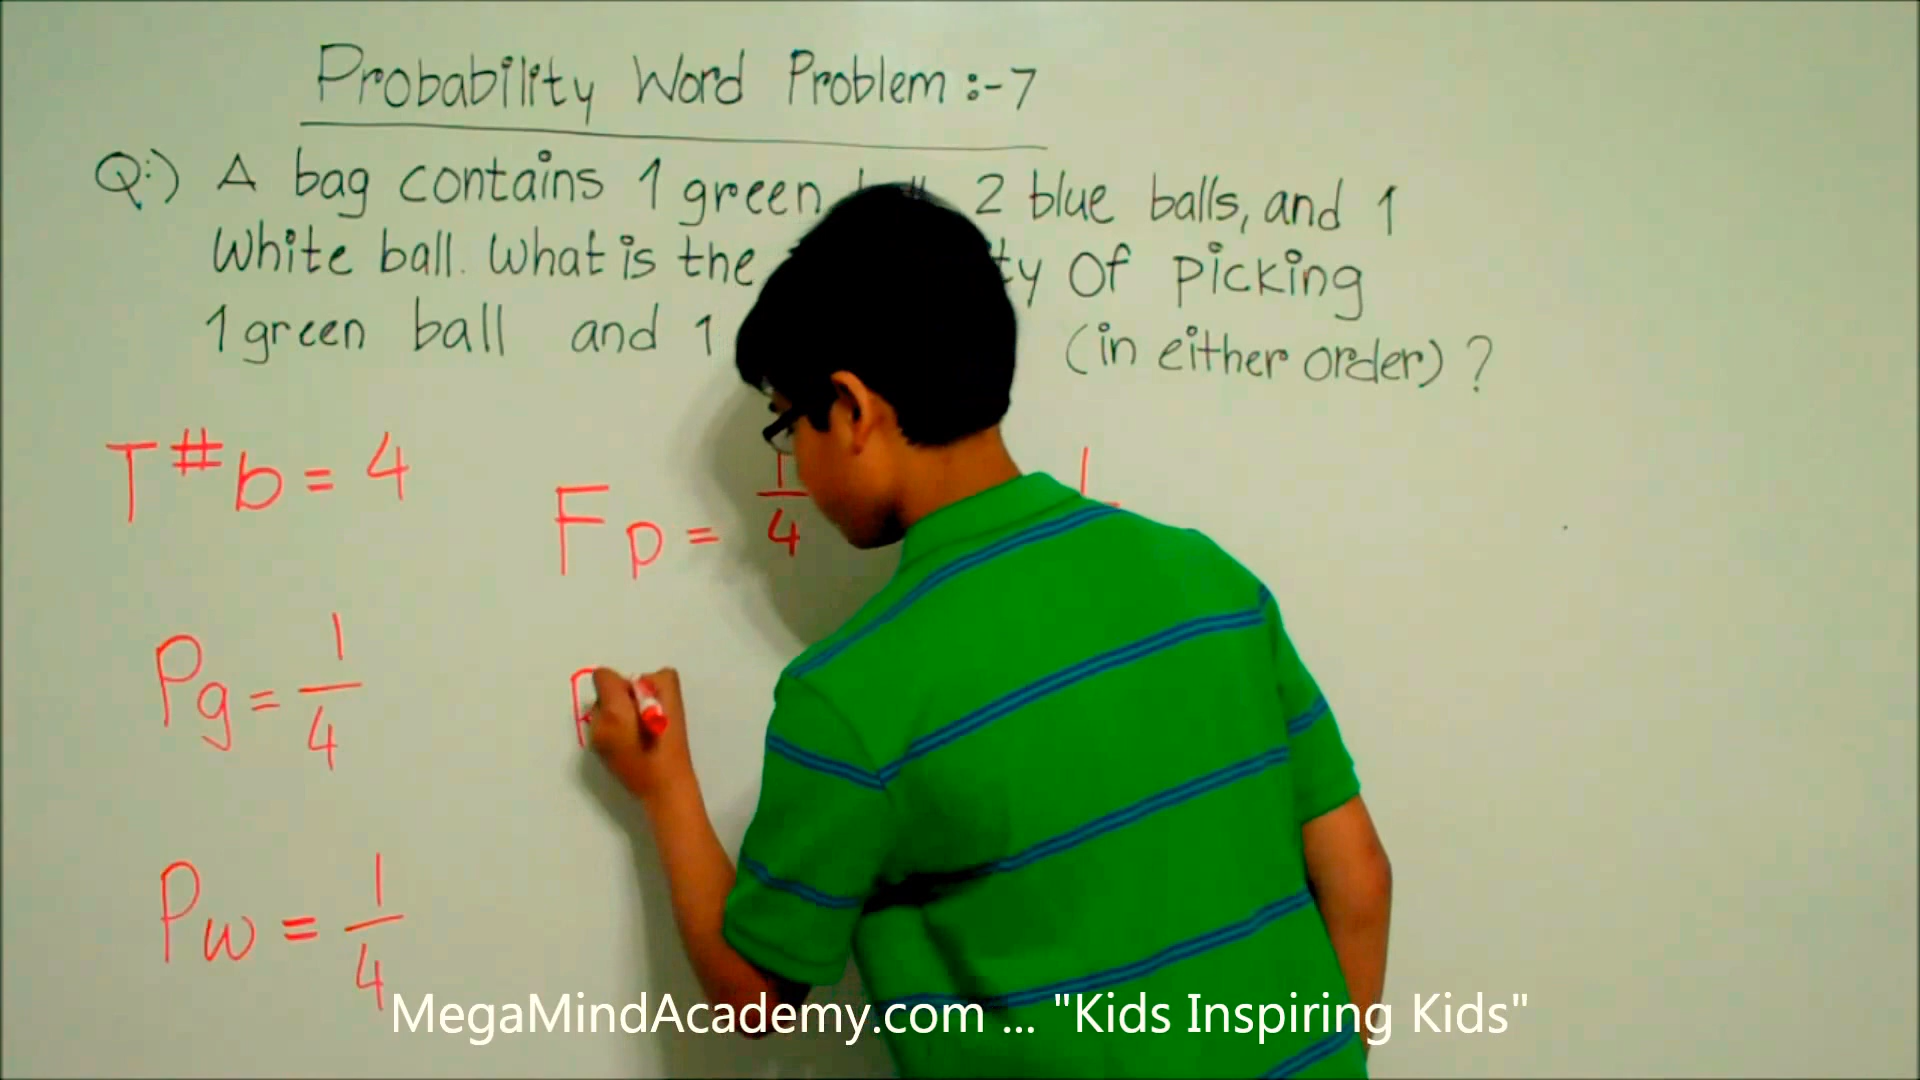 Probability Word Problem :-7
Q:) A bag contains 1 green 2 blue balls, and 1
White ball. What is the of picking
1 green ball and 1 (in either order) ?
T#b = 4
Fp = 1/4
Pg = 1/4
Pw = 1/4
MegaMindAcademy.com ... "Kids Inspiring Kids"